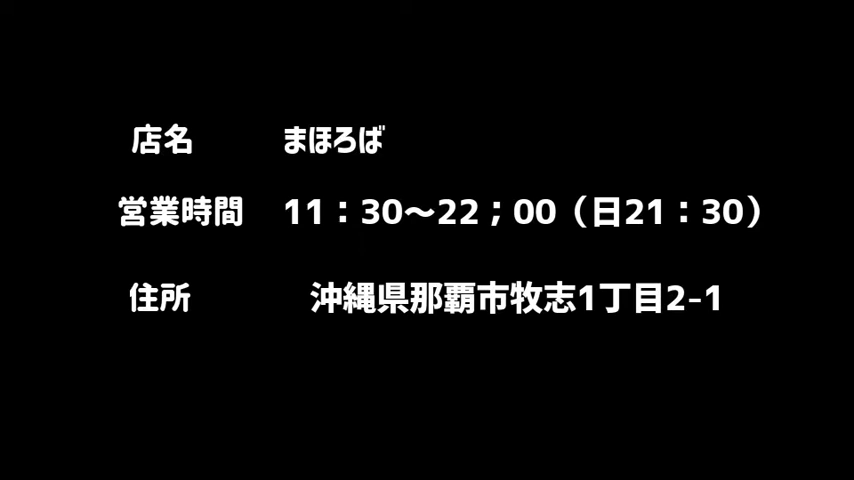 店名 まほろば
営業時間 11：30～22；00（日21：30）
住所 沖縄県那覇市牧志1丁目2-1